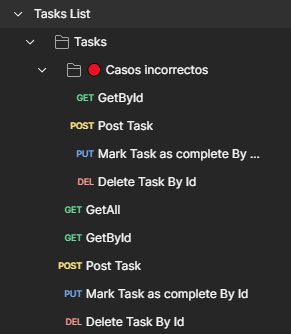 Tasks List
Tasks
Casos incorrectos
GET GetById
POST Post Task
PUT Mark Task as complete By ...
DEL Delete Task By Id
GET GetAll
GET GetById
POST Post Task
PUT Mark Task as complete By Id
DEL Delete Task By Id